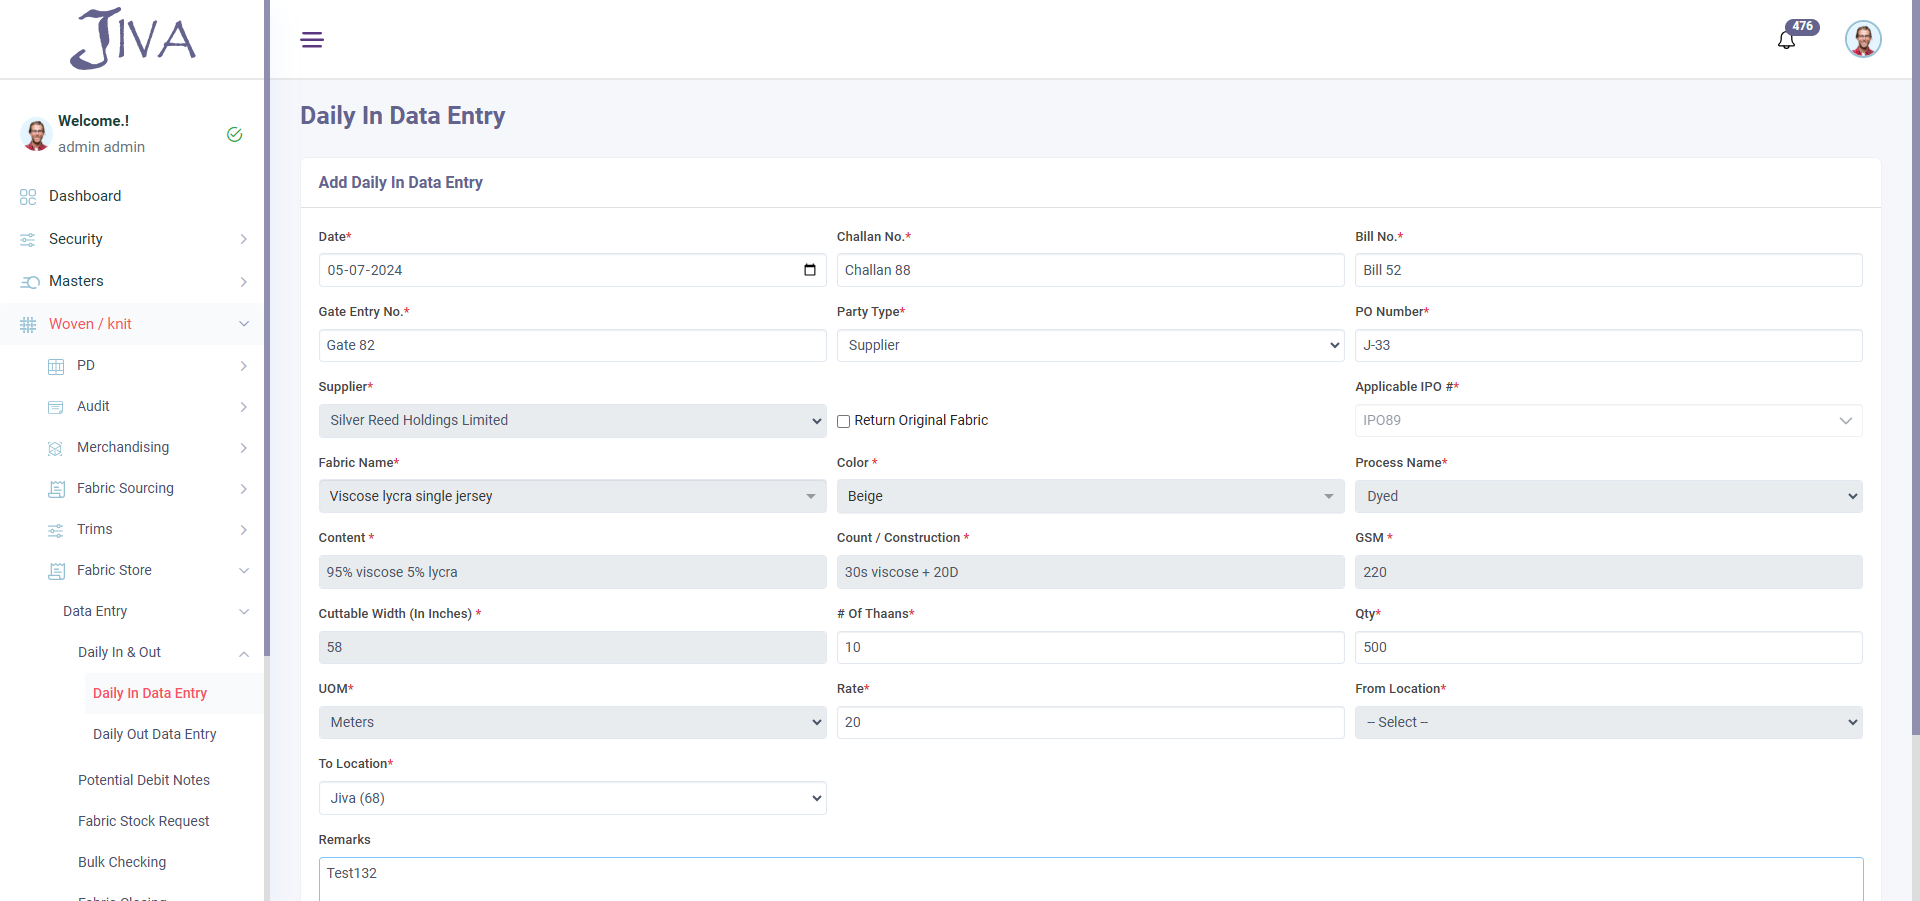 JIVA
476
Welcome.!
admin admin
Dashboard
Security
Masters
Woven / knit
PD
Audit
Merchandising
Fabric Sourcing
Trims
Fabric Store
Data Entry
Daily In & Out
Daily In Data Entry
Daily Out Data Entry
Potential Debit Notes
Fabric Stock Request
Bulk Checking
Fabric Closing
Daily In Data Entry
Add Daily In Data Entry
Date*
Challan No.*
Bill No.*
05-07-2024
Challan 88
Bill 52
Gate Entry No.*
Party Type*
PO Number*
Gate 82
Supplier
J-33
Supplier*
Applicable IPO #*
Silver Reed Holdings Limited
Return Original Fabric
IPO89
Fabric Name*
Color *
Process Name*
Viscose lycra single jersey
Beige
Dyed
Content *
Count / Construction *
GSM *
95% viscose 5% lycra
30s viscose + 20D
220
Cuttable Width (In Inches) *
# Of Thaans*
Qty*
58
10
500
UOM*
Rate*
From Location*
Meters
20
-- Select --
To Location*
Jiva (68)
Remarks
Test132